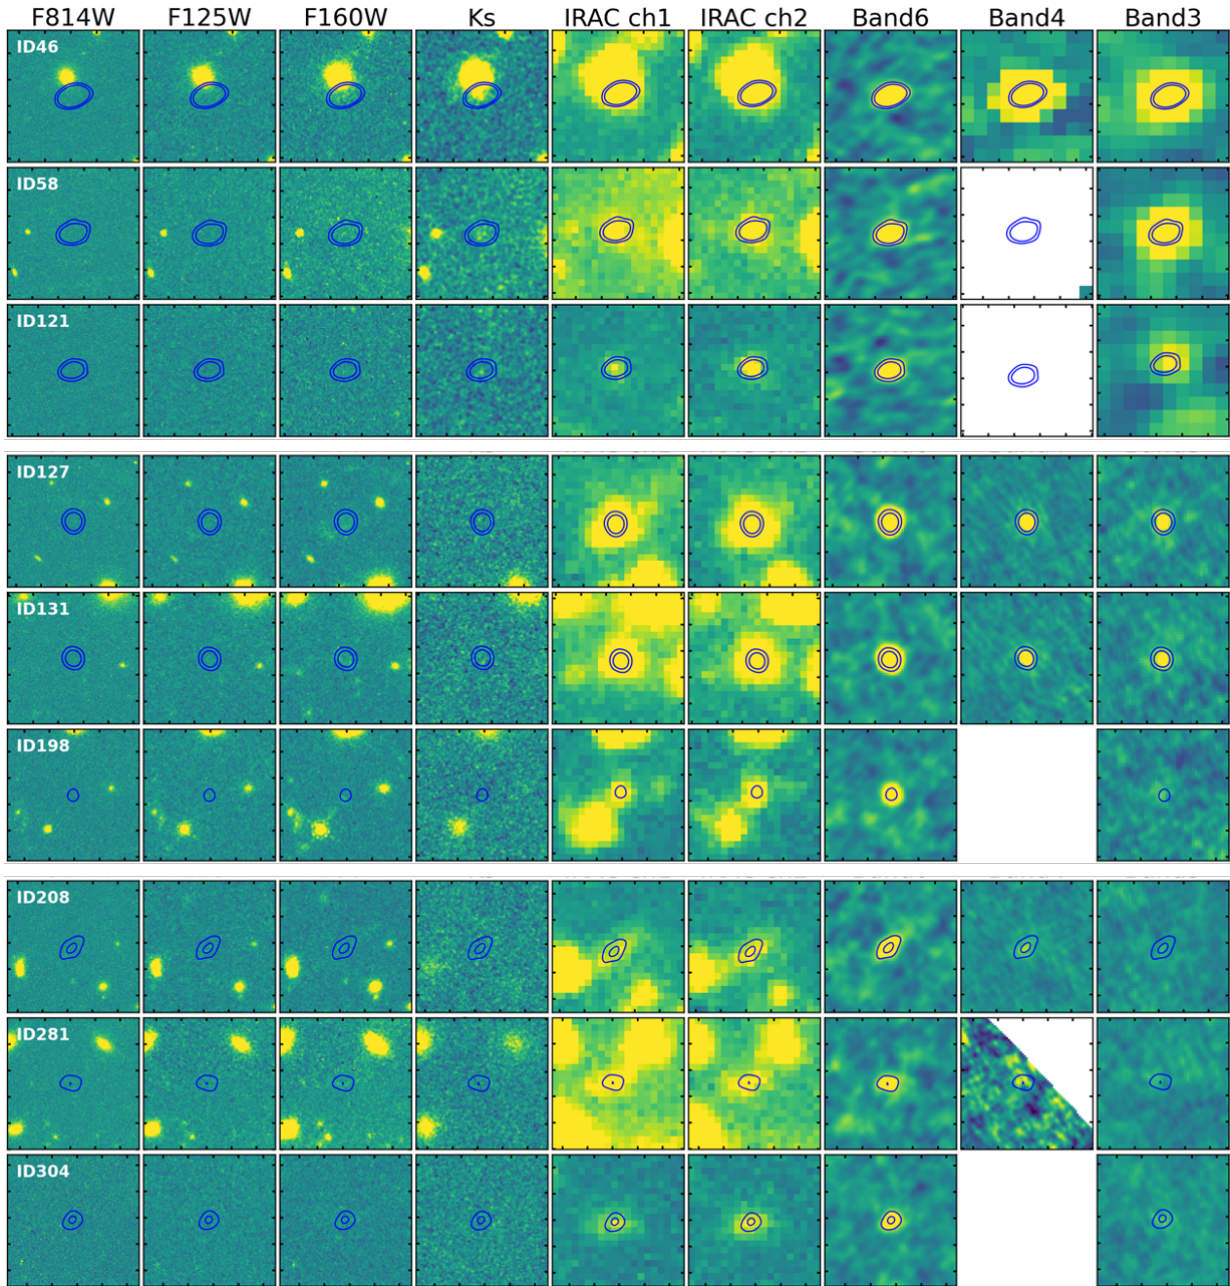 F814W F125W F160W Ks IRAC ch1 IRAC ch2 Band6 Band4 Band3
ID46
ID58
ID121
ID127
ID131
ID198
ID208
ID281
ID304